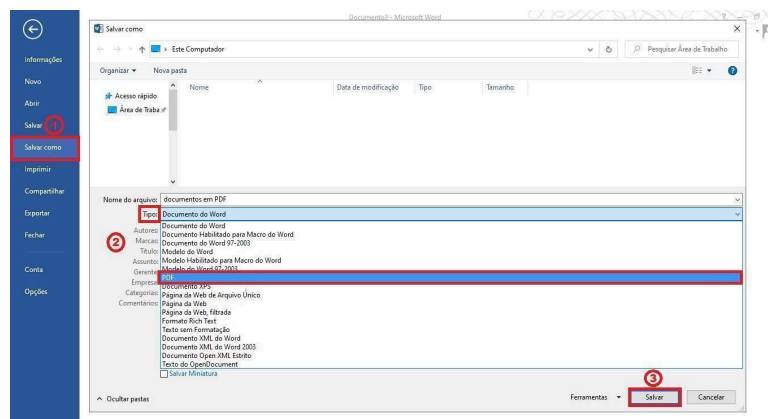 Documento3 - Microsoft Word
Salvar como
Este Computador
Pesquisar Área de Trabalho
Organizar
Nova pasta
Informações
Novo
Abrir
Salvar
1
Salvar como
Imprimir
Compartilhar
Exportar
Fechar
Conta
Opções
Acesso rápido
Área de Traba
Nome
Data de modificação
Tipo
Tamanho
Nome do arquivo: documentos em PDF
Tipo: Documento do Word
2
Autores:
Marcas:
Título:
Assunto:
Gerente:
Empresa:
Categorias:
Comentários:
Documento do Word
Documento Habilitado para Macro do Word
Documento do Word 97-2003
Modelo do Word
Modelo Habilitado para Macro do Word
Modelo do Word 97-2003
PDF
Documento XPS
Página da Web de Arquivo Único
Página da Web
Página da Web, filtrada
Formato Rich Text
Texto sem Formatação
Documento XML do Word
Documento XML do Word 2003
Documento Open XML Estrito
Texto do OpenDocument
Salvar Miniatura
3
Ocultar pastas
Ferramentas
Salvar
Cancelar